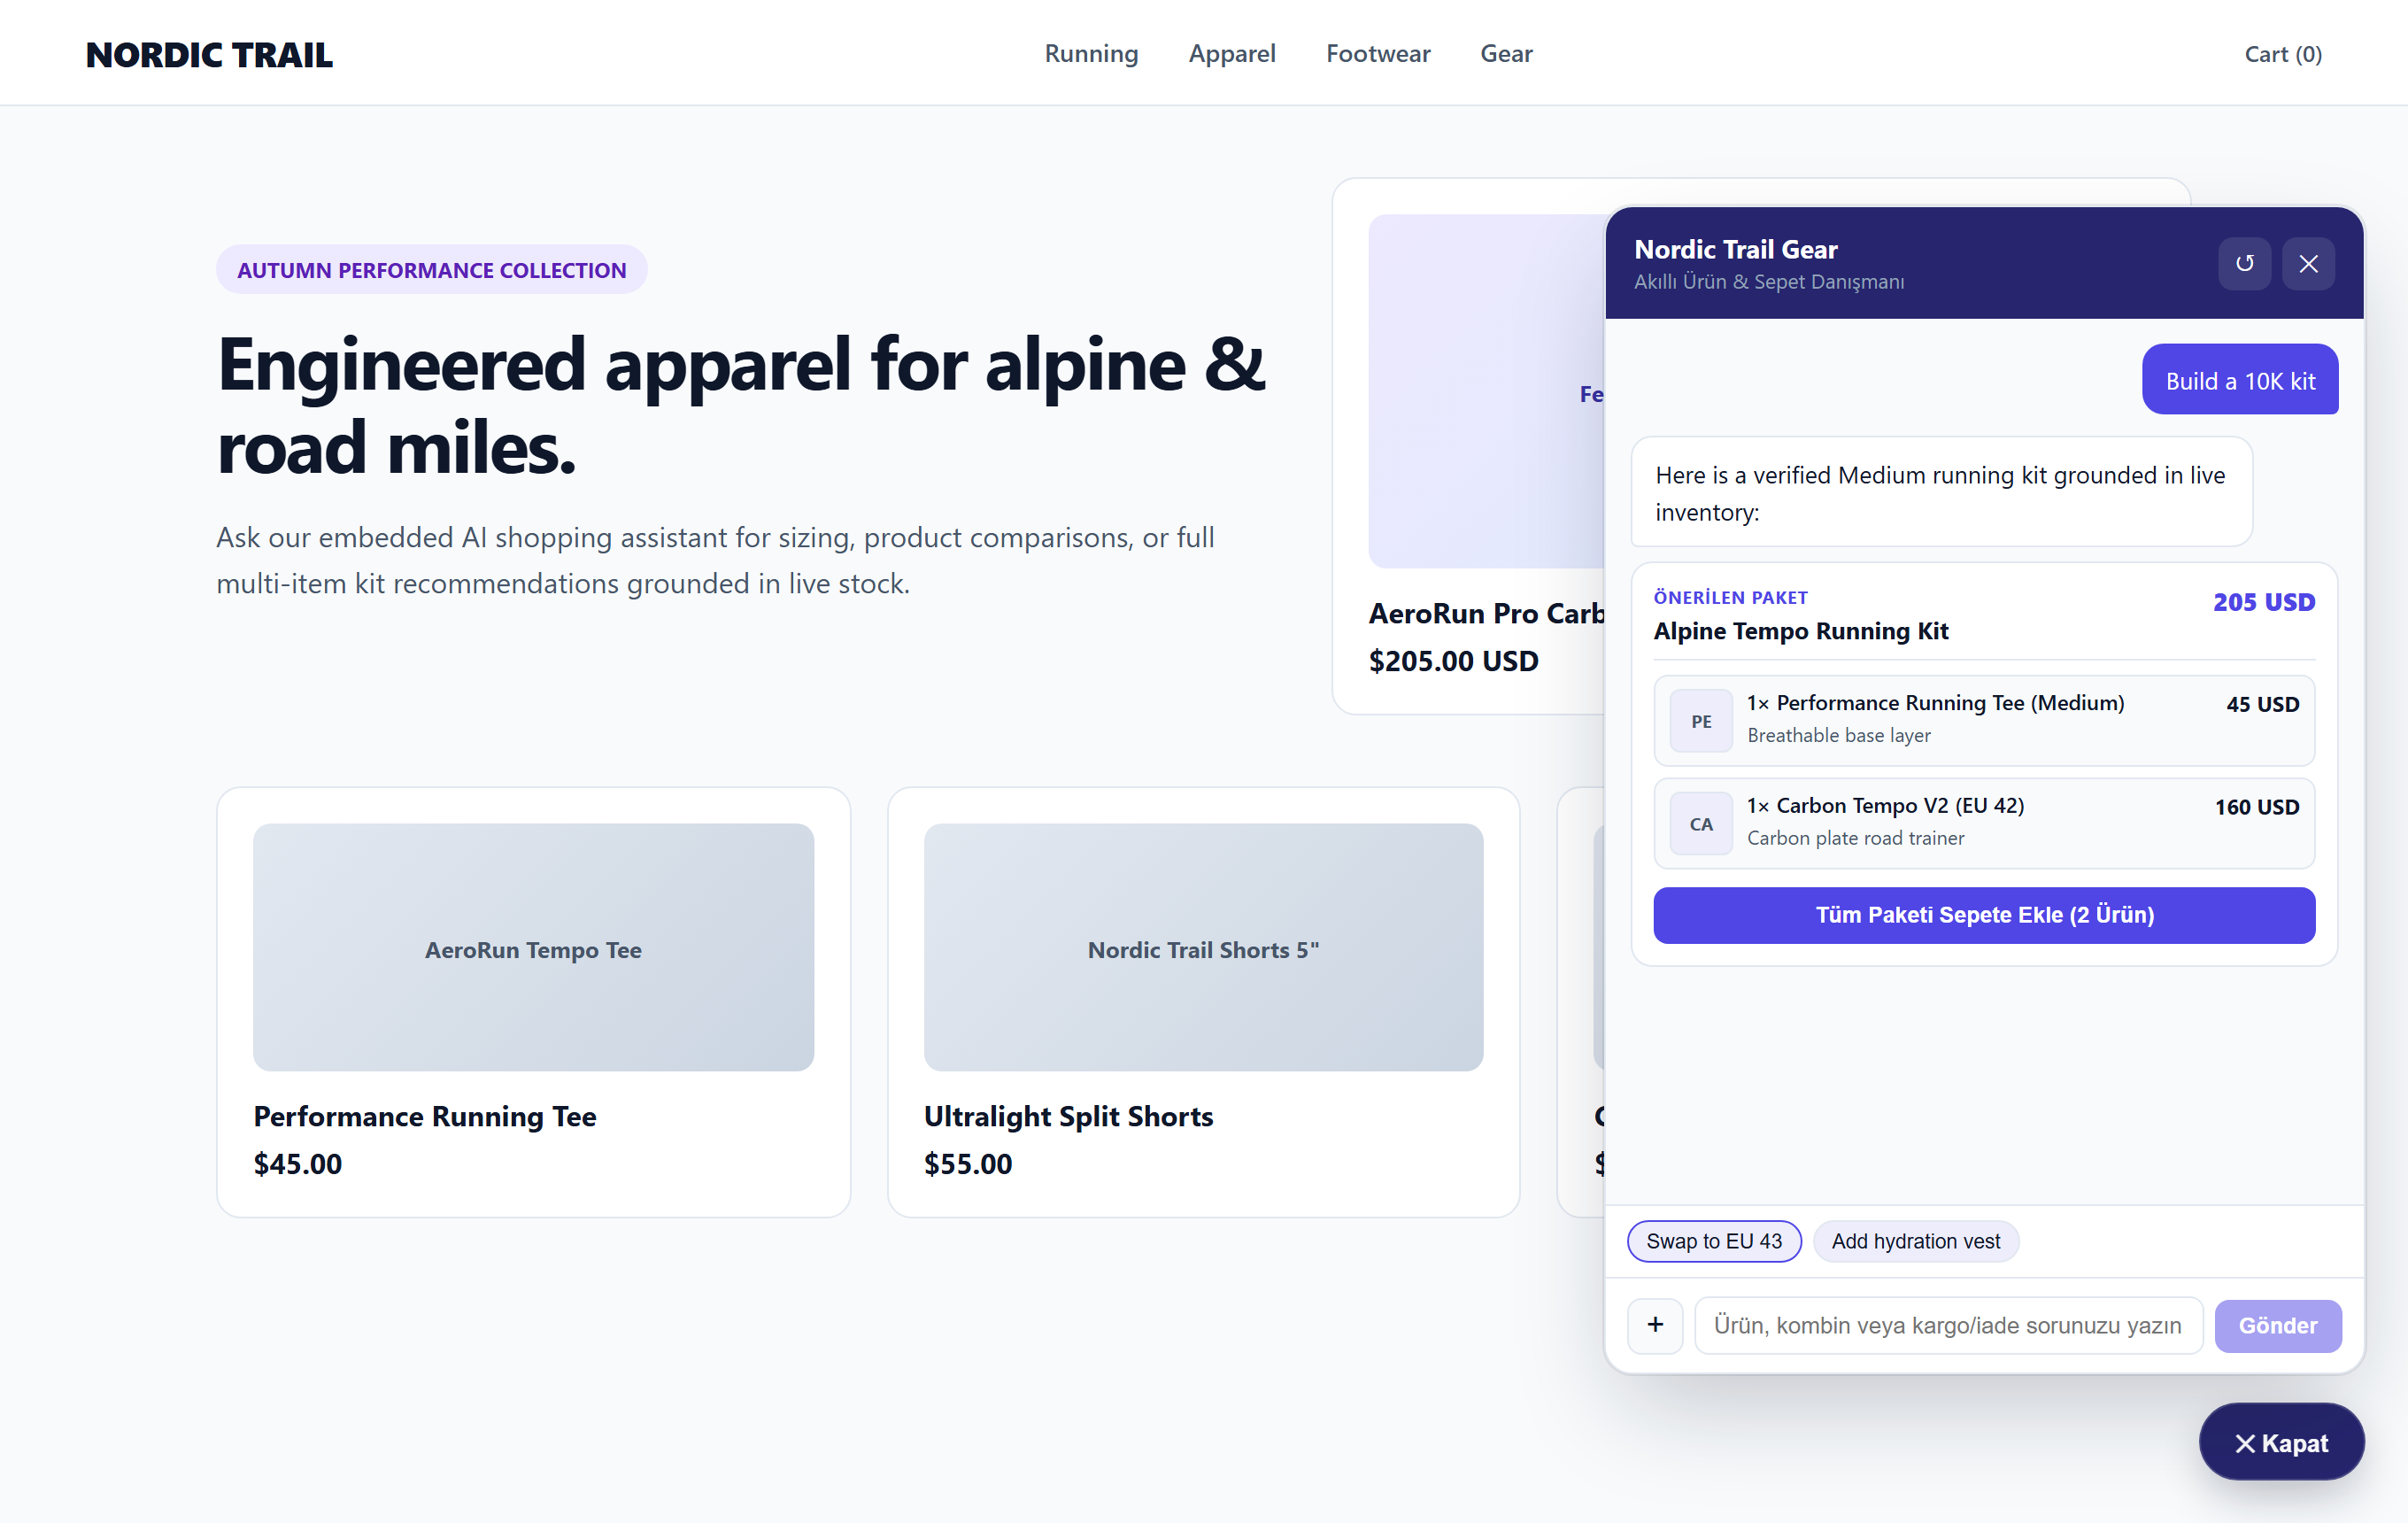 NORDIC TRAIL
Running
Apparel
Footwear
Gear
Cart (0)
AUTUMN PERFORMANCE COLLECTION
Engineered apparel for alpine &
road miles.
Ask our embedded AI shopping assistant for sizing, product comparisons, or full
multi-item kit recommendations grounded in live stock.
AeroRun Pro
$205.00 USD
AeroRun Tempo Tee
Performance Running Tee
$45.00
Nordic Trail Shorts 5"
Ultralight Split Shorts
$55.00
Nordic Trail Gear
Akıllı Ürün & Sepet Danışmanı
↺
×
Build a 10K kit
Here is a verified Medium running kit grounded in live
inventory:
ÖNERİLEN PAKET
205 USD
Alpine Tempo Running Kit
PE
1× Performance Running Tee (Medium)
45 USD
Breathable base layer
CA
1× Carbon Tempo V2 (EU 42)
160 USD
Carbon plate road trainer
Tüm Paketi Sepete Ekle (2 Ürün)
Swap to EU 43
Add hydration vest
+
Ürün, kombin veya kargo/iade sorunuzu yazın
Gönder
× Kapat